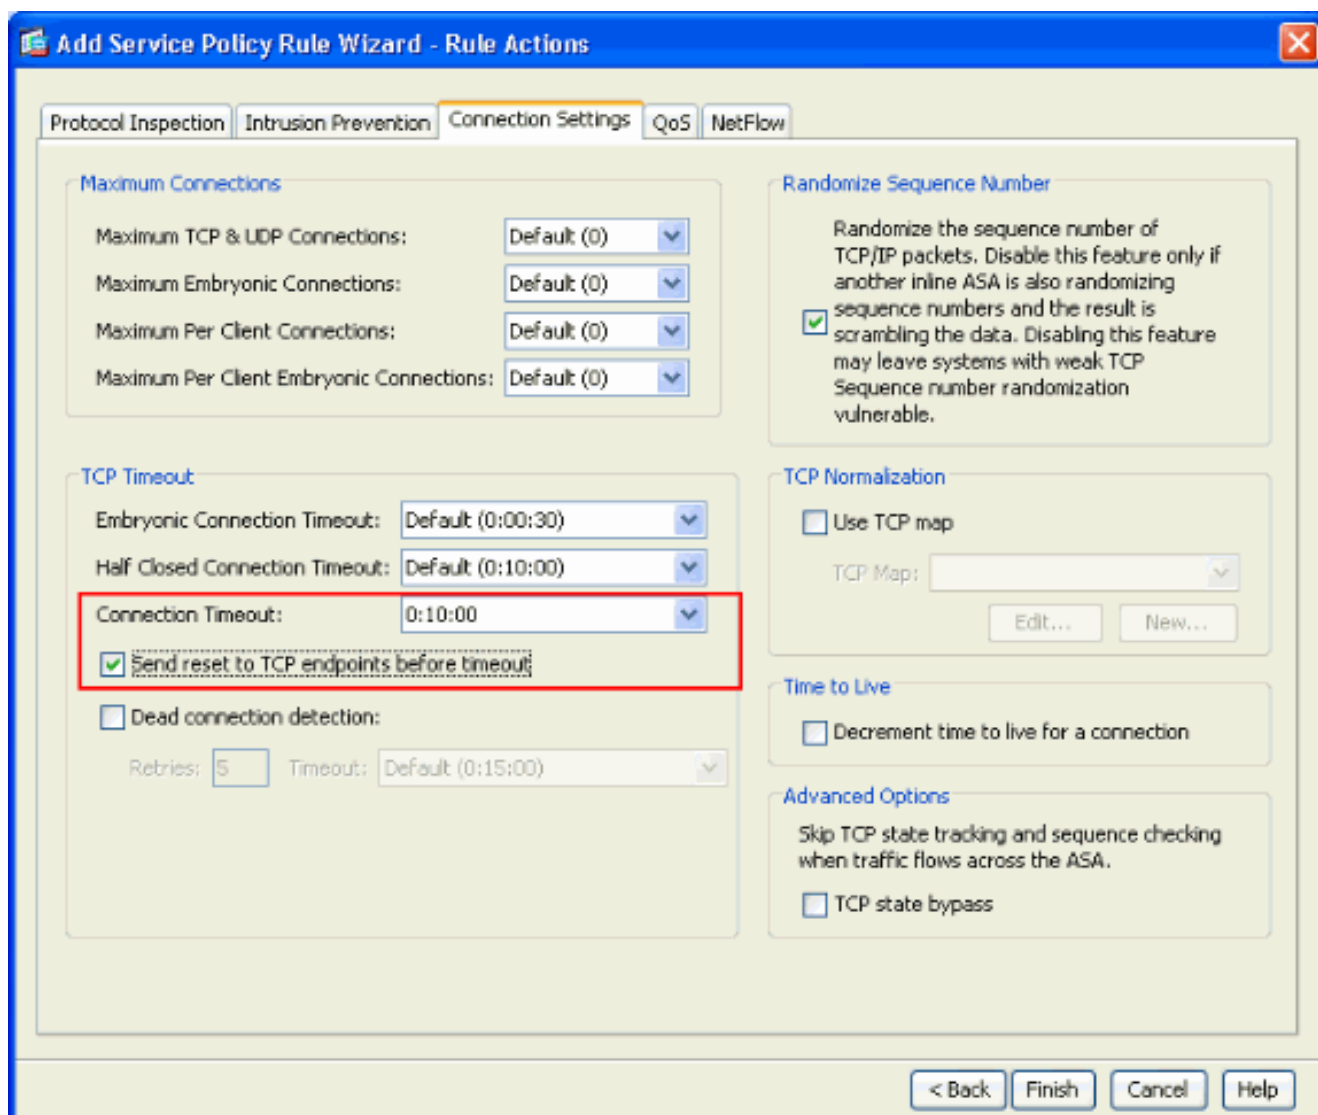 Add Service Policy Rule Wizard - Rule Actions
Protocol Inspection Intrusion Prevention Connection Settings QoS NetFlow
Maximum Connections
Maximum TCP & UDP Connections: Default (0)
Maximum Embryonic Connections: Default (0)
Maximum Per Client Connections: Default (0)
Maximum Per Client Embryonic Connections: Default (0)
Randomize Sequence Number
Randomize the sequence number of
TCP/IP packets. Disable this feature only if
another inline ASA is also randomizing
sequence numbers and the result is
scrambling the data. Disabling this feature
may leave systems with weak TCP
Sequence number randomization
vulnerable.
TCP Timeout
Embryonic Connection Timeout: Default (0:00:30)
Half Closed Connection Timeout: Default (0:10:00)
Connection Timeout: 0:10:00
Send reset to TCP endpoints before timeout
Dead connection detection:
Retries: 5 Timeout: Default (0:15:00)
TCP Normalization
Use TCP map
TCP Map:
Edit... New...
Time to Live
Decrement time to live for a connection
Advanced Options
Skip TCP state tracking and sequence checking
when traffic flows across the ASA.
TCP state bypass
< Back Finish Cancel Help